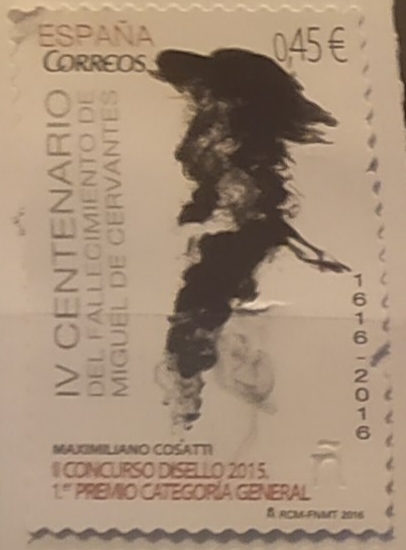 ESPAÑA
CORREOS
0,45 €
IV CENTENARIO
DEL FALLECIMIENTO DE
MIGUEL DE CERVANTES
1616-2016
MAXIMILIANO COSATTI
II CONCURSO DISELLO 2015.
1.er PREMIO CATEGORÍA GENERAL
ñ
RCM-FNMT 2016